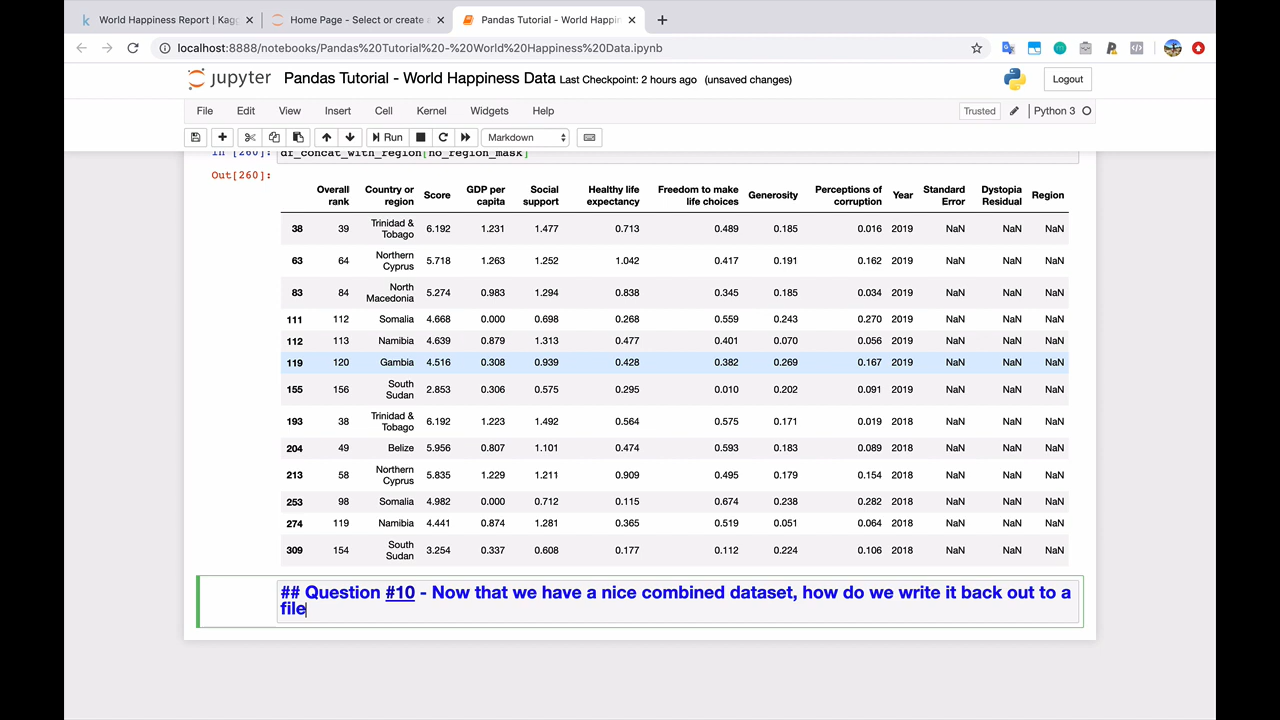 World Happiness Report | Kagg
Home Page - Select or create a
Pandas Tutorial - World Happin
localhost:8888/notebooks/Pandas%20Tutorial%20-%20World%20Happiness%20Data.ipynb
jupyter Pandas Tutorial - World Happiness Data Last Checkpoint: 2 hours ago (unsaved changes) Logout
File Edit View Insert Cell Kernel Widgets Help Trusted Python 3
Run Markdown
In [260]: df_concat_with_region[no_region_mask]
Out[260]:
Overall rank Country or region Score GDP per capita Social support Healthy life expectancy Freedom to make life choices Generosity Perceptions of corruption Year Standard Error Dystopia Residual Region
38 39 Trinidad & Tobago 6.192 1.231 1.477 0.713 0.489 0.185 0.016 2019 NaN NaN NaN
63 64 Northern Cyprus 5.718 1.263 1.252 1.042 0.417 0.191 0.162 2019 NaN NaN NaN
83 84 North Macedonia 5.274 0.983 1.294 0.838 0.345 0.185 0.034 2019 NaN NaN NaN
111 112 Somalia 4.668 0.000 0.698 0.268 0.559 0.243 0.270 2019 NaN NaN NaN
112 113 Namibia 4.639 0.879 1.313 0.477 0.401 0.070 0.056 2019 NaN NaN NaN
119 120 Gambia 4.516 0.308 0.939 0.428 0.382 0.269 0.167 2019 NaN NaN NaN
155 156 South Sudan 2.853 0.306 0.575 0.295 0.010 0.202 0.091 2019 NaN NaN NaN
193 38 Trinidad & Tobago 6.192 1.223 1.492 0.564 0.575 0.171 0.019 2018 NaN NaN NaN
204 49 Belize 5.956 0.807 1.101 0.474 0.593 0.183 0.089 2018 NaN NaN NaN
213 58 Northern Cyprus 5.835 1.229 1.211 0.909 0.495 0.179 0.154 2018 NaN NaN NaN
253 98 Somalia 4.982 0.000 0.712 0.115 0.674 0.238 0.282 2018 NaN NaN NaN
274 119 Namibia 4.441 0.874 1.281 0.365 0.519 0.051 0.064 2018 NaN NaN NaN
309 154 South Sudan 3.254 0.337 0.608 0.177 0.112 0.224 0.106 2018 NaN NaN NaN
## Question #10 - Now that we have a nice combined dataset, how do we write it back out to a
file